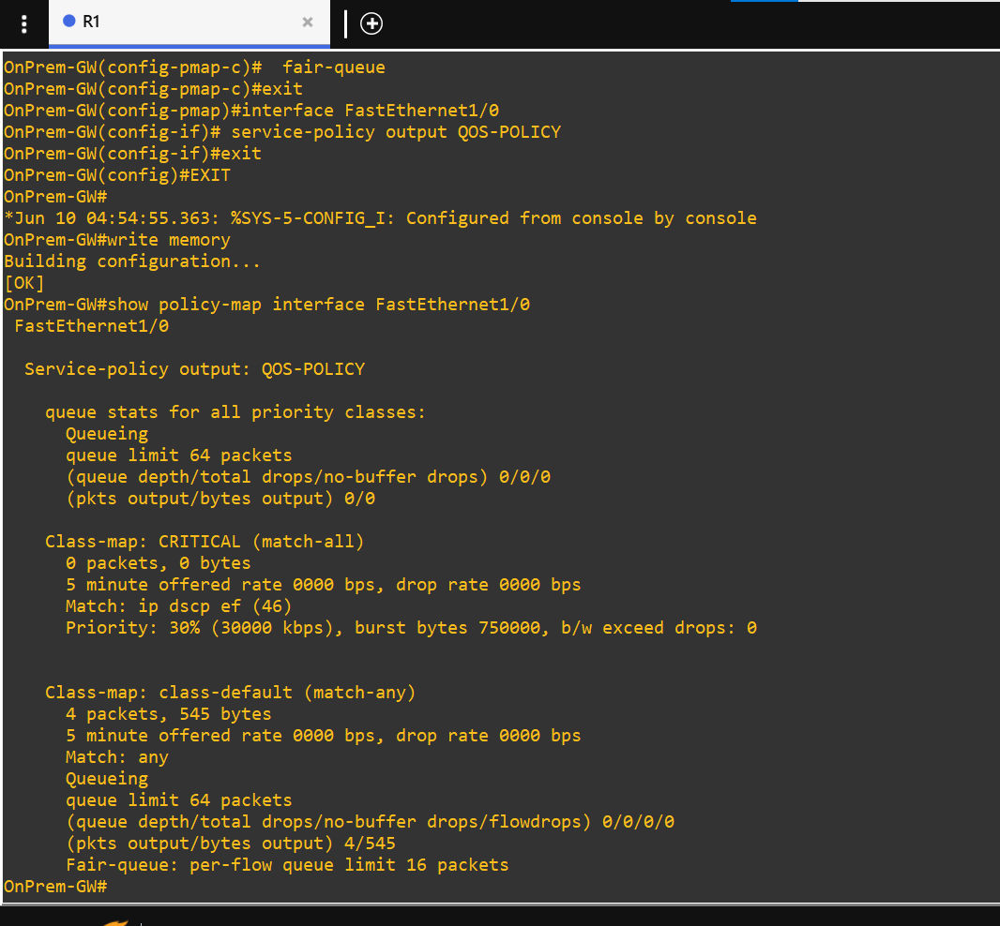 R1
OnPrem-GW(config-pmap-c)#  fair-queue
OnPrem-GW(config-pmap-c)#exit
OnPrem-GW(config-pmap)#interface FastEthernet1/0
OnPrem-GW(config-if)# service-policy output QOS-POLICY
OnPrem-GW(config-if)#exit
OnPrem-GW(config)#EXIT
OnPrem-GW#
*Jun 10 04:54:55.363: %SYS-5-CONFIG_I: Configured from console by console
OnPrem-GW#write memory
Building configuration...
[OK]
OnPrem-GW#show policy-map interface FastEthernet1/0
 FastEthernet1/0

  Service-policy output: QOS-POLICY

    queue stats for all priority classes:
      Queueing
      queue limit 64 packets
      (queue depth/total drops/no-buffer drops) 0/0/0
      (pkts output/bytes output) 0/0

    Class-map: CRITICAL (match-all)
      0 packets, 0 bytes
      5 minute offered rate 0000 bps, drop rate 0000 bps
      Match: ip dscp ef (46)
      Priority: 30% (30000 kbps), burst bytes 750000, b/w exceed drops: 0


    Class-map: class-default (match-any)
      4 packets, 545 bytes
      5 minute offered rate 0000 bps, drop rate 0000 bps
      Match: any
      Queueing
      queue limit 64 packets
      (queue depth/total drops/no-buffer drops/flowdrops) 0/0/0/0
      (pkts output/bytes output) 4/545
      Fair-queue: per-flow queue limit 16 packets
OnPrem-GW#